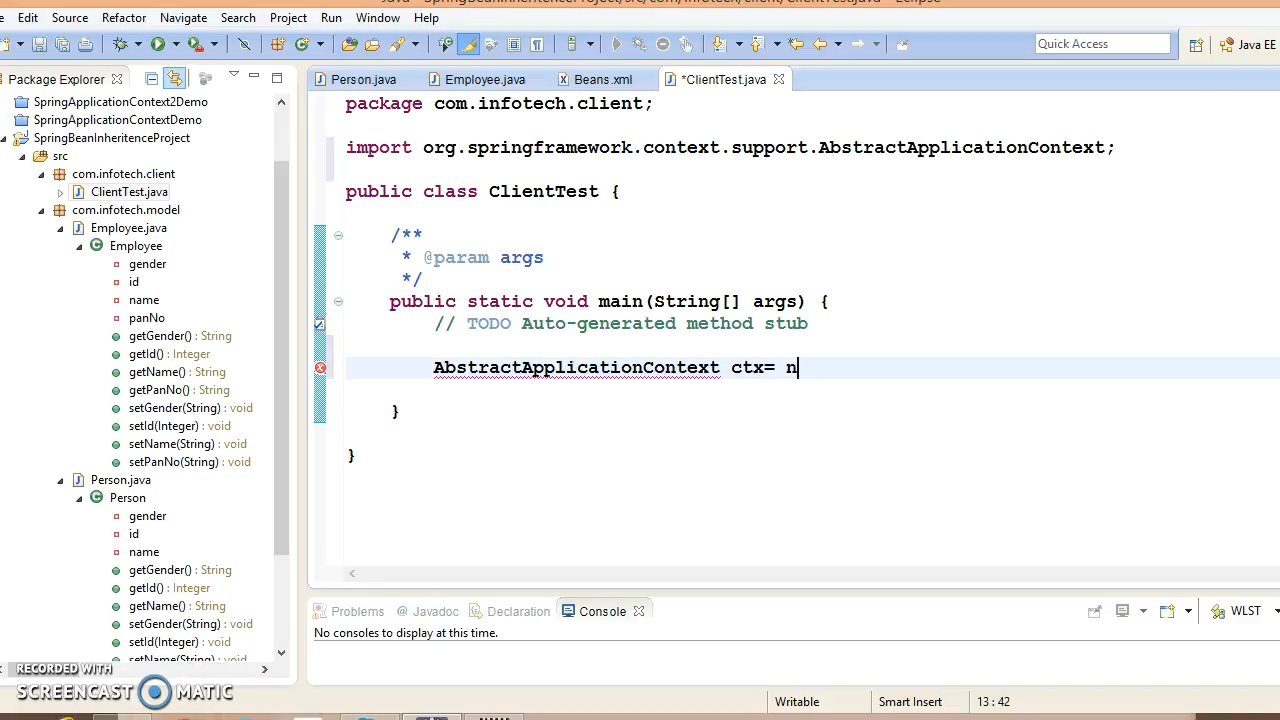 Java - SpringBeanInheritenceProject/src/com/infotech/client/ClientTest.java - Eclipse
Edit Source Refactor Navigate Search Project Run Window Help
Quick Access
Java EE
Package Explorer
Person.java
Employee.java
Beans.xml
*ClientTest.java
SpringApplicationContext2Demo
SpringApplicationContextDemo
SpringBeanInheritenceProject
src
com.infotech.client
ClientTest.java
com.infotech.model
Employee.java
Employee
gender
id
name
panNo
getGender() : String
getId() : Integer
getName() : String
getPanNo() : String
setGender(String) : void
setId(Integer) : void
setName(String) : void
setPanNo(String) : void
Person.java
Person
gender
id
name
getGender() : String
getId() : Integer
getName() : String
setGender(String) : void
setId(Integer) : void
setName(String) : void
package com.infotech.client;
import org.springframework.context.support.AbstractApplicationContext;
public class ClientTest {
/**
* @param args
*/
public static void main(String[] args) {
// TODO Auto-generated method stub
AbstractApplicationContext ctx= n
}
}
Problems
@ Javadoc
Declaration
Console
WLST
No consoles to display at this time.
RECORDED WITH
SCREENCAST MATIC
Writable
Smart Insert
13 : 42